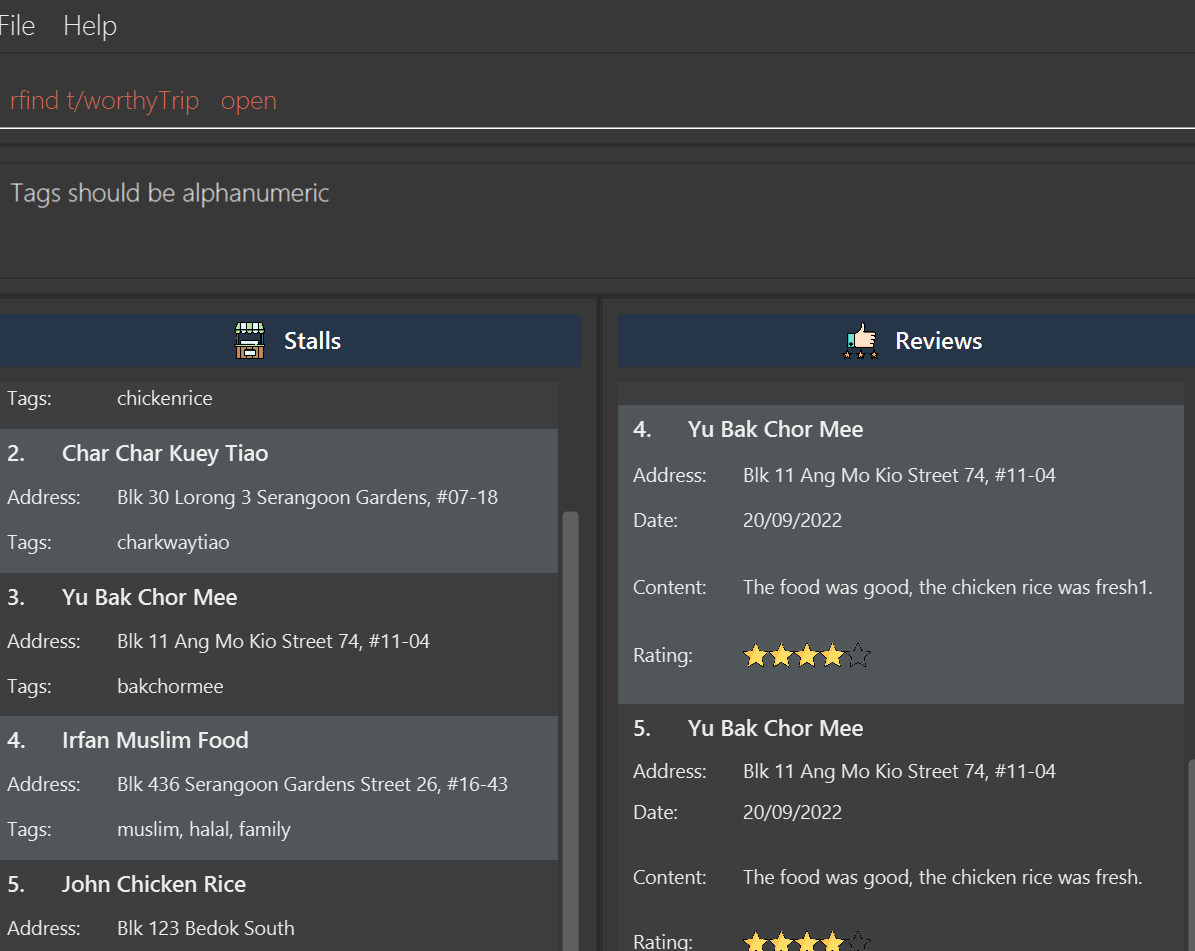 File Help
rfind t/worthyTrip open
Tags should be alphanumeric
Stalls
Tags: chickenrice
2. Char Char Kuey Tiao
Address: Blk 30 Lorong 3 Serangoon Gardens, #07-18
Tags: charkwaytiao
3. Yu Bak Chor Mee
Address: Blk 11 Ang Mo Kio Street 74, #11-04
Tags: bakchormee
4. Irfan Muslim Food
Address: Blk 436 Serangoon Gardens Street 26, #16-43
Tags: muslim, halal, family
5. John Chicken Rice
Address: Blk 123 Bedok South
Reviews
4. Yu Bak Chor Mee
Address: Blk 11 Ang Mo Kio Street 74, #11-04
Date: 20/09/2022
Content: The food was good, the chicken rice was fresh1.
Rating:
5. Yu Bak Chor Mee
Address: Blk 11 Ang Mo Kio Street 74, #11-04
Date: 20/09/2022
Content: The food was good, the chicken rice was fresh.
Rating: